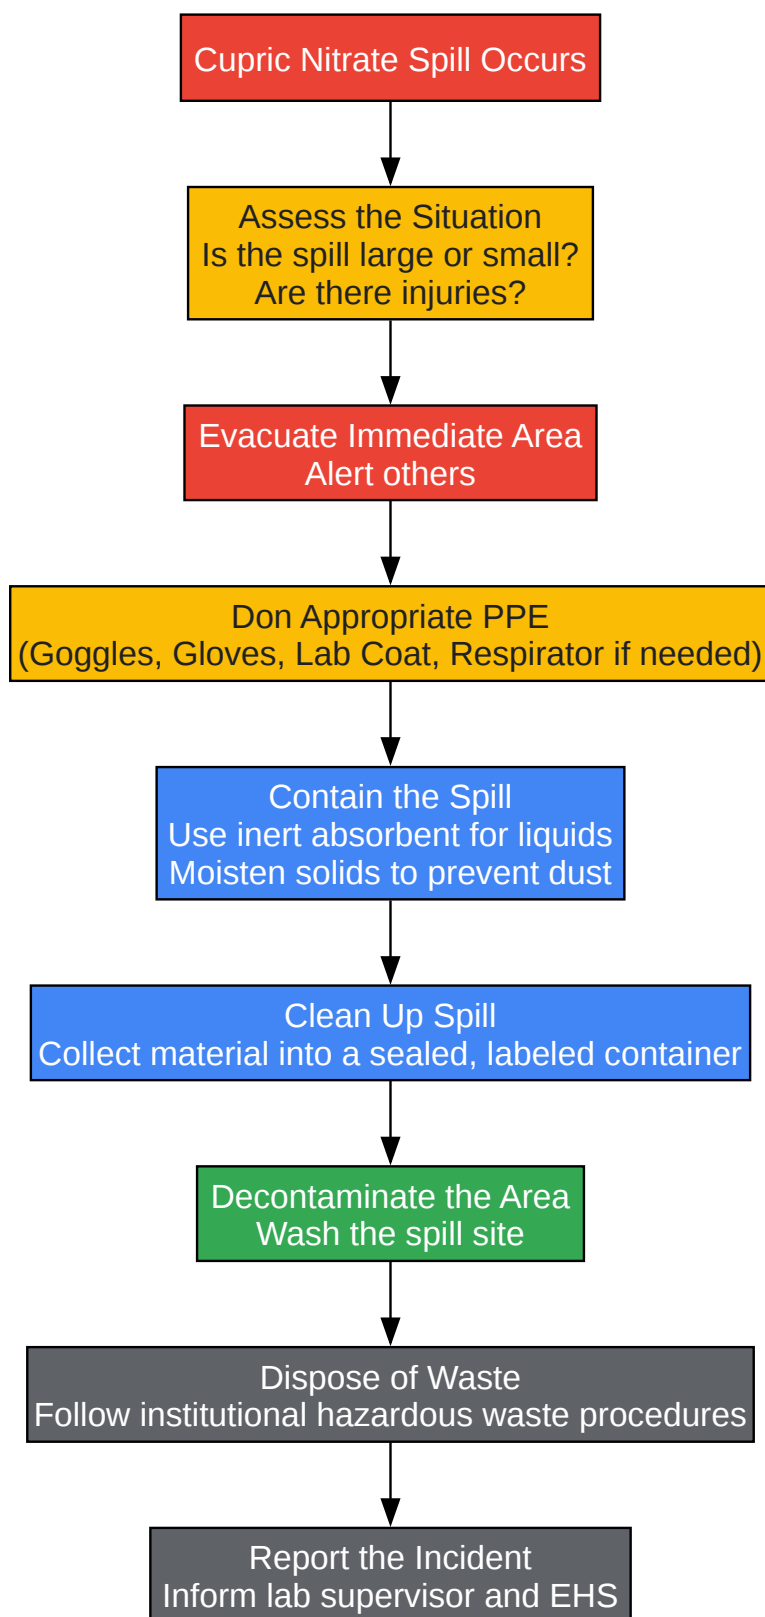 Cupric Nitrate Spill Occurs
Assess the Situation
Is the spill large or small?
Are there injuries?
Evacuate Immediate Area
Alert others
Don Appropriate PPE
(Goggles, Gloves, Lab Coat, Respirator if needed)
Contain the Spill
Use inert absorbent for liquids
Moisten solids to prevent dust
Clean Up Spill
Collect material into a sealed, labeled container
Decontaminate the Area
Wash the spill site
Dispose of Waste
Follow institutional hazardous waste procedures
Report the Incident
Inform lab supervisor and EHS